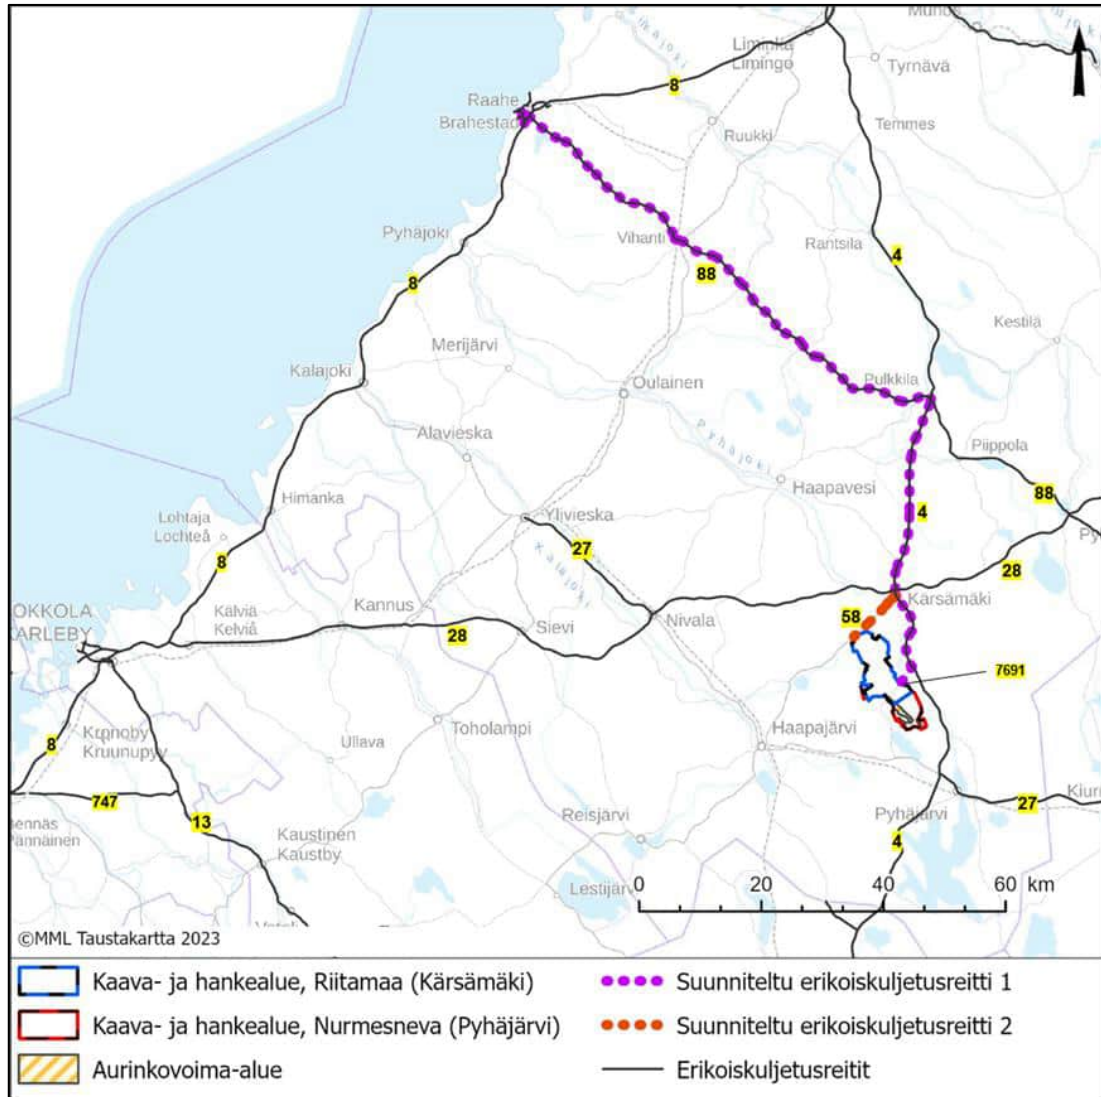 Muhos
Liminka
Limingo
Tyrnävä
8
Raahe
Brahestad
Ruukki
Temmes
Pyhäjoki
Vihanti
Rantsila
4
88
8
Kestilä
Merijärvi
Kalajoki
Pulkkila
Oulainen
Alavieska
Pyhäjoki
Piippola
Haapavesi
88
Himanka
Lohtaja
Lochteå
Ylivieska
4
27
Kalajoki
8
28
Kärsämäki
OKKOLA
KARLEBY
Kälviä
Kelviå
Kannus
58
28
Sievi
Nivala
7691
Toholampi
Haapajärvi
Kronoby
Kruunupyy
8
Ullava
747
27
Kiuru
13
Reisjärvi
Pyhäjärvi
4
Kaustinen
Kaustby
Lestijärvi
0 20 40 60 km
©MML Taustakartta 2023
Kaava- ja hankealue, Riitamaa (Kärsämäki)
Kaava- ja hankealue, Nurmesneva (Pyhäjärvi)
Aurinkovoima-alue
Suunniteltu erikoiskuljetusreitti 1
Suunniteltu erikoiskuljetusreitti 2
Erikoiskuljetusreitit